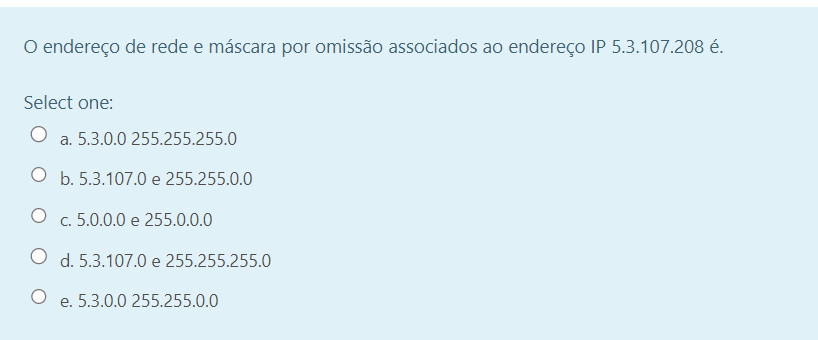 O endereço de rede e máscara por omissão associados ao endereço IP 5.3.107.208 é.
Select one:
a. 5.3.0.0 255.255.255.0
b. 5.3.107.0 e 255.255.0.0
c. 5.0.0.0 e 255.0.0.0
d. 5.3.107.0 e 255.255.255.0
e. 5.3.0.0 255.255.0.0